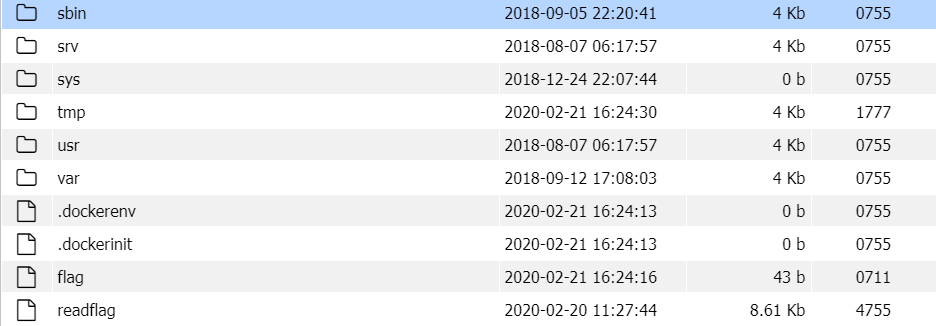 sbin 2018-09-05 22:20:41 4 Kb 0755
srv 2018-08-07 06:17:57 4 Kb 0755
sys 2018-12-24 22:07:44 0 b 0755
tmp 2020-02-21 16:24:30 4 Kb 1777
usr 2018-08-07 06:17:57 4 Kb 0755
var 2018-09-12 17:08:03 4 Kb 0755
.dockerenv 2020-02-21 16:24:13 0 b 0755
.dockerinit 2020-02-21 16:24:13 0 b 0755
flag 2020-02-21 16:24:16 43 b 0711
readflag 2020-02-20 11:27:44 8.61 Kb 4755